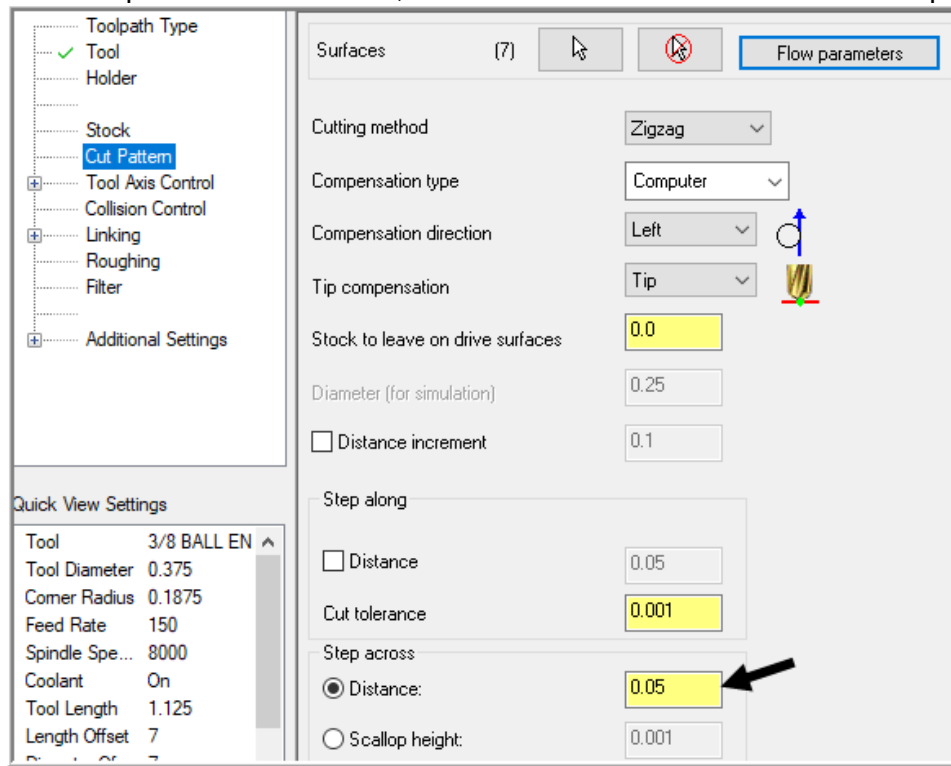 Toolpath Type
Tool
Holder
Stock
Cut Pattern
Tool Axis Control
Collision Control
Linking
Roughing
Filter
Additional Settings
Quick View Settings
Tool 3/8 BALL EN
Tool Diameter 0.375
Corner Radius 0.1875
Feed Rate 150
Spindle Spe... 8000
Coolant On
Tool Length 1.125
Length Offset 7
Surfaces (7) Flow parameters
Cutting method Zigzag
Compensation type Computer
Compensation direction Left
Tip compensation Tip
Stock to leave on drive surfaces 0.0
Diameter (for simulation) 0.25
Distance increment 0.1
Step along
Distance 0.05
Cut tolerance 0.001
Step across
Distance: 0.05
Scallop height: 0.001